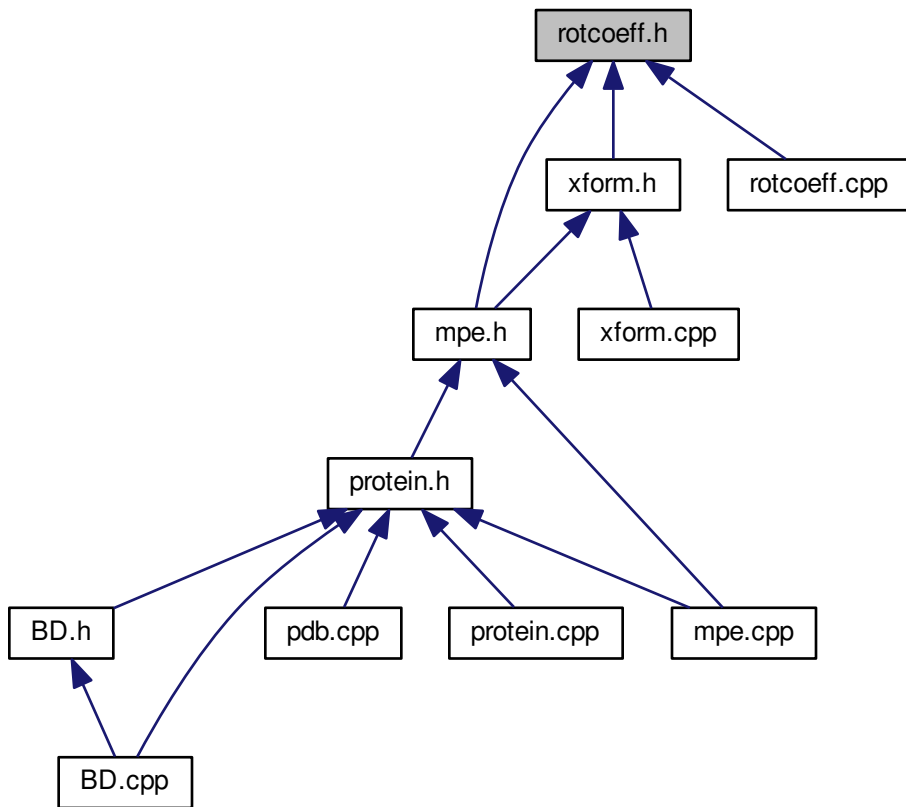 rotcoeff.h
xform.h
rotcoeff.cpp
mpe.h
xform.cpp
protein.h
BD.h
pdb.cpp
protein.cpp
mpe.cpp
BD.cpp